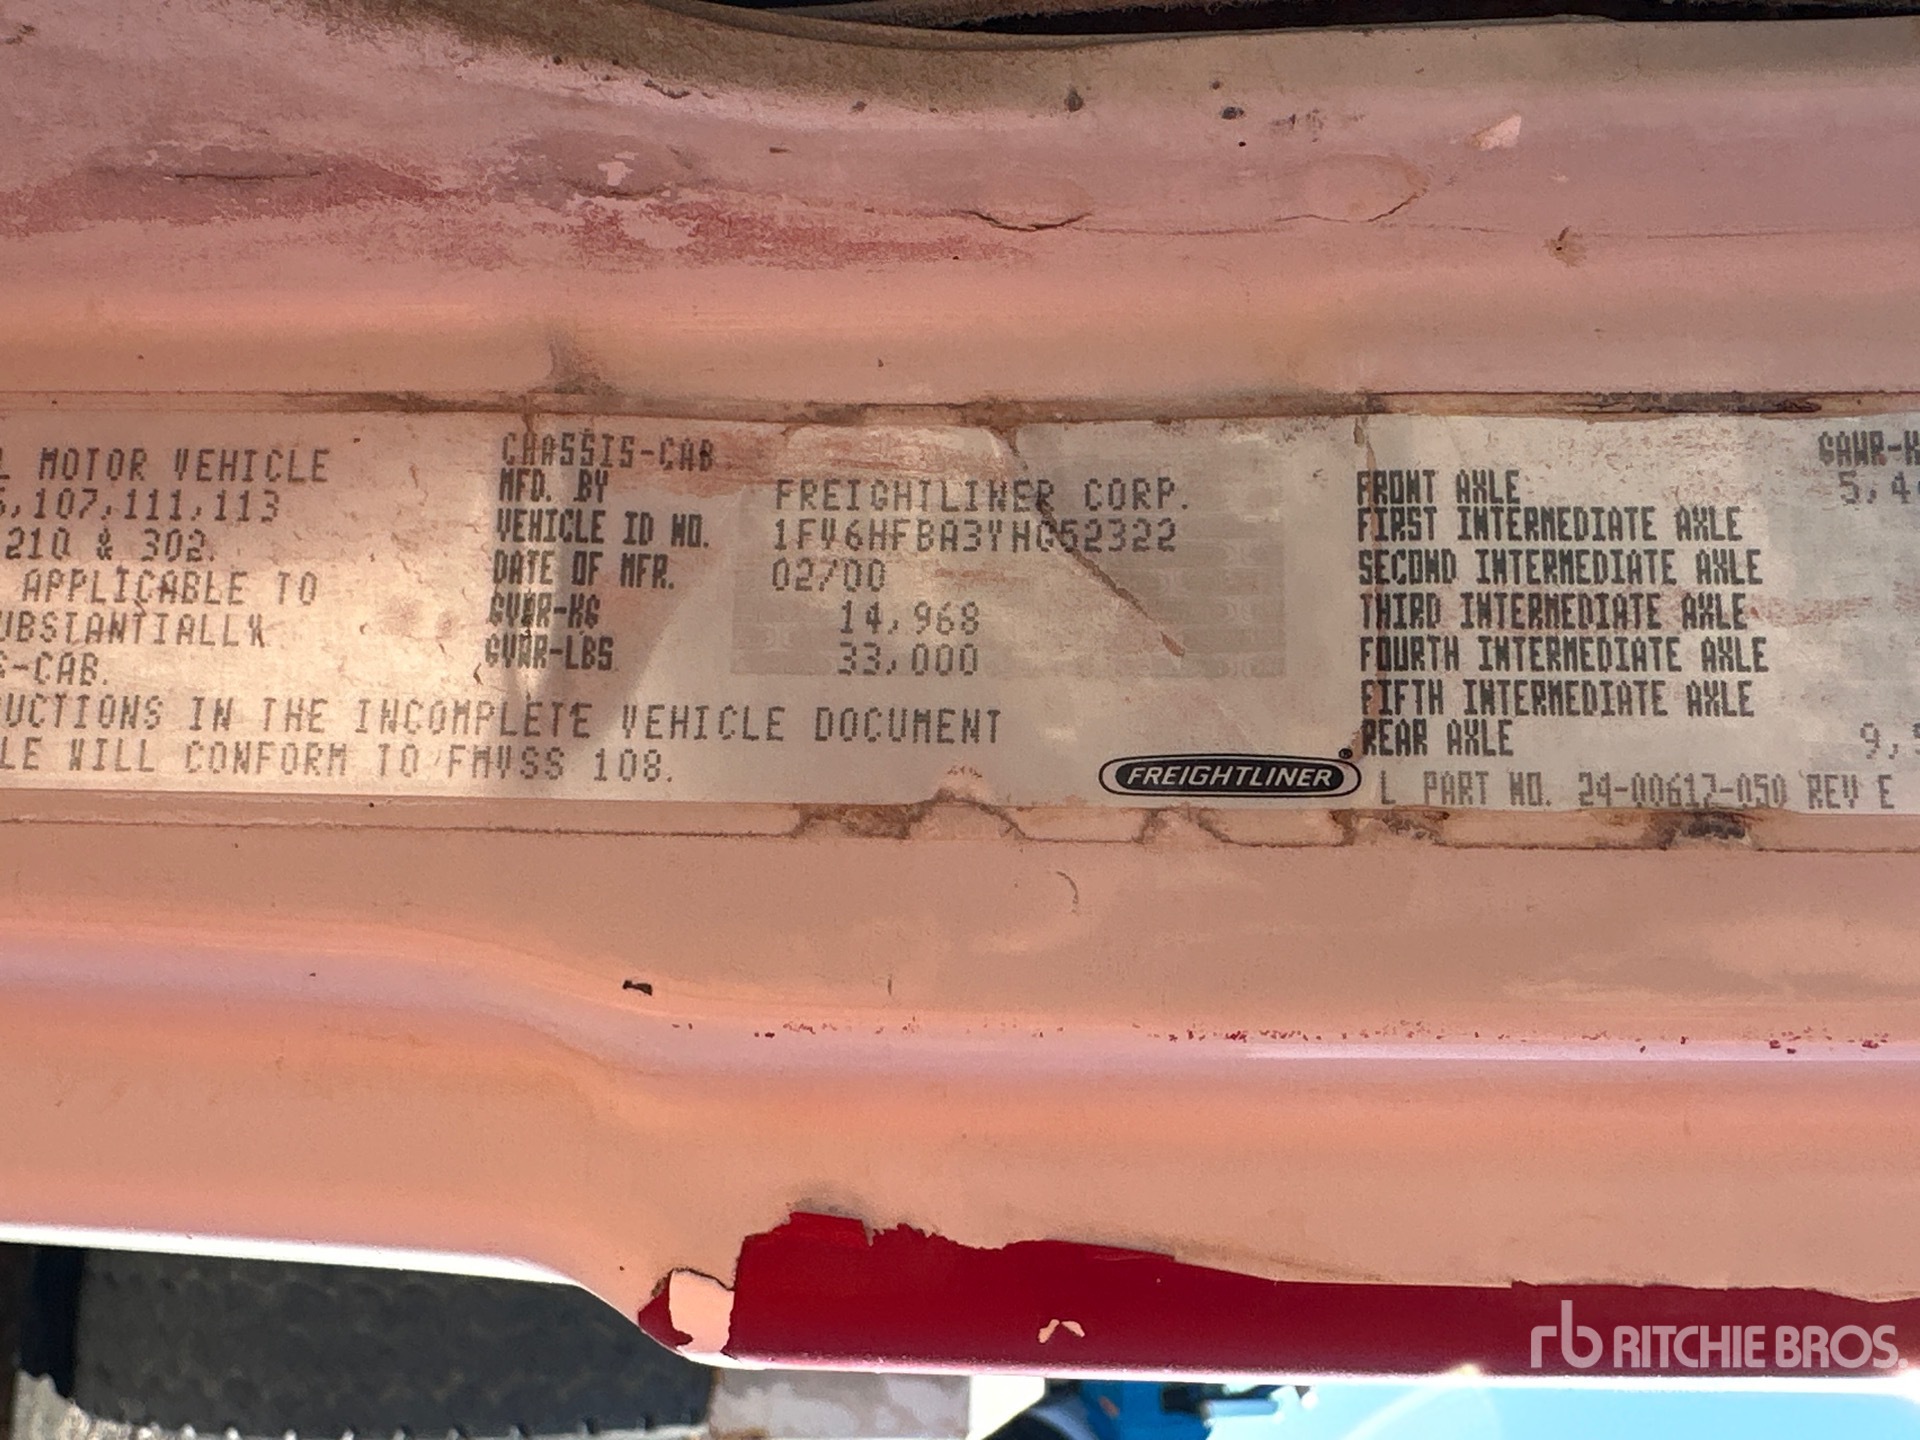 L MOTOR VEHICLE
,107,111,113
210 & 302.
APPLICABLE TO
UBSTANTIALLY
S-CAB.
UCTIONS IN THE INCOMPLETE VEHICLE DOCUMENT
LE WILL CONFORM TO FMVSS 108.
CHASSIS-CAB
MFD. BY FREIGHTLINER CORP.
VEHICLE ID NO. 1FV6HFBA3YHG52322
DATE OF MFR. 02/00
GVWR-KG 14,968
GVWR-LBS 33,000
FREIGHTLINER®
GAWR-K
FRONT AXLE 5,4
FIRST INTERMEDIATE AXLE
SECOND INTERMEDIATE AXLE
THIRD INTERMEDIATE AXLE
FOURTH INTERMEDIATE AXLE
FIFTH INTERMEDIATE AXLE
REAR AXLE 9,9
L PART NO. 24-00612-050 REV E
rb RITCHIE BROS.